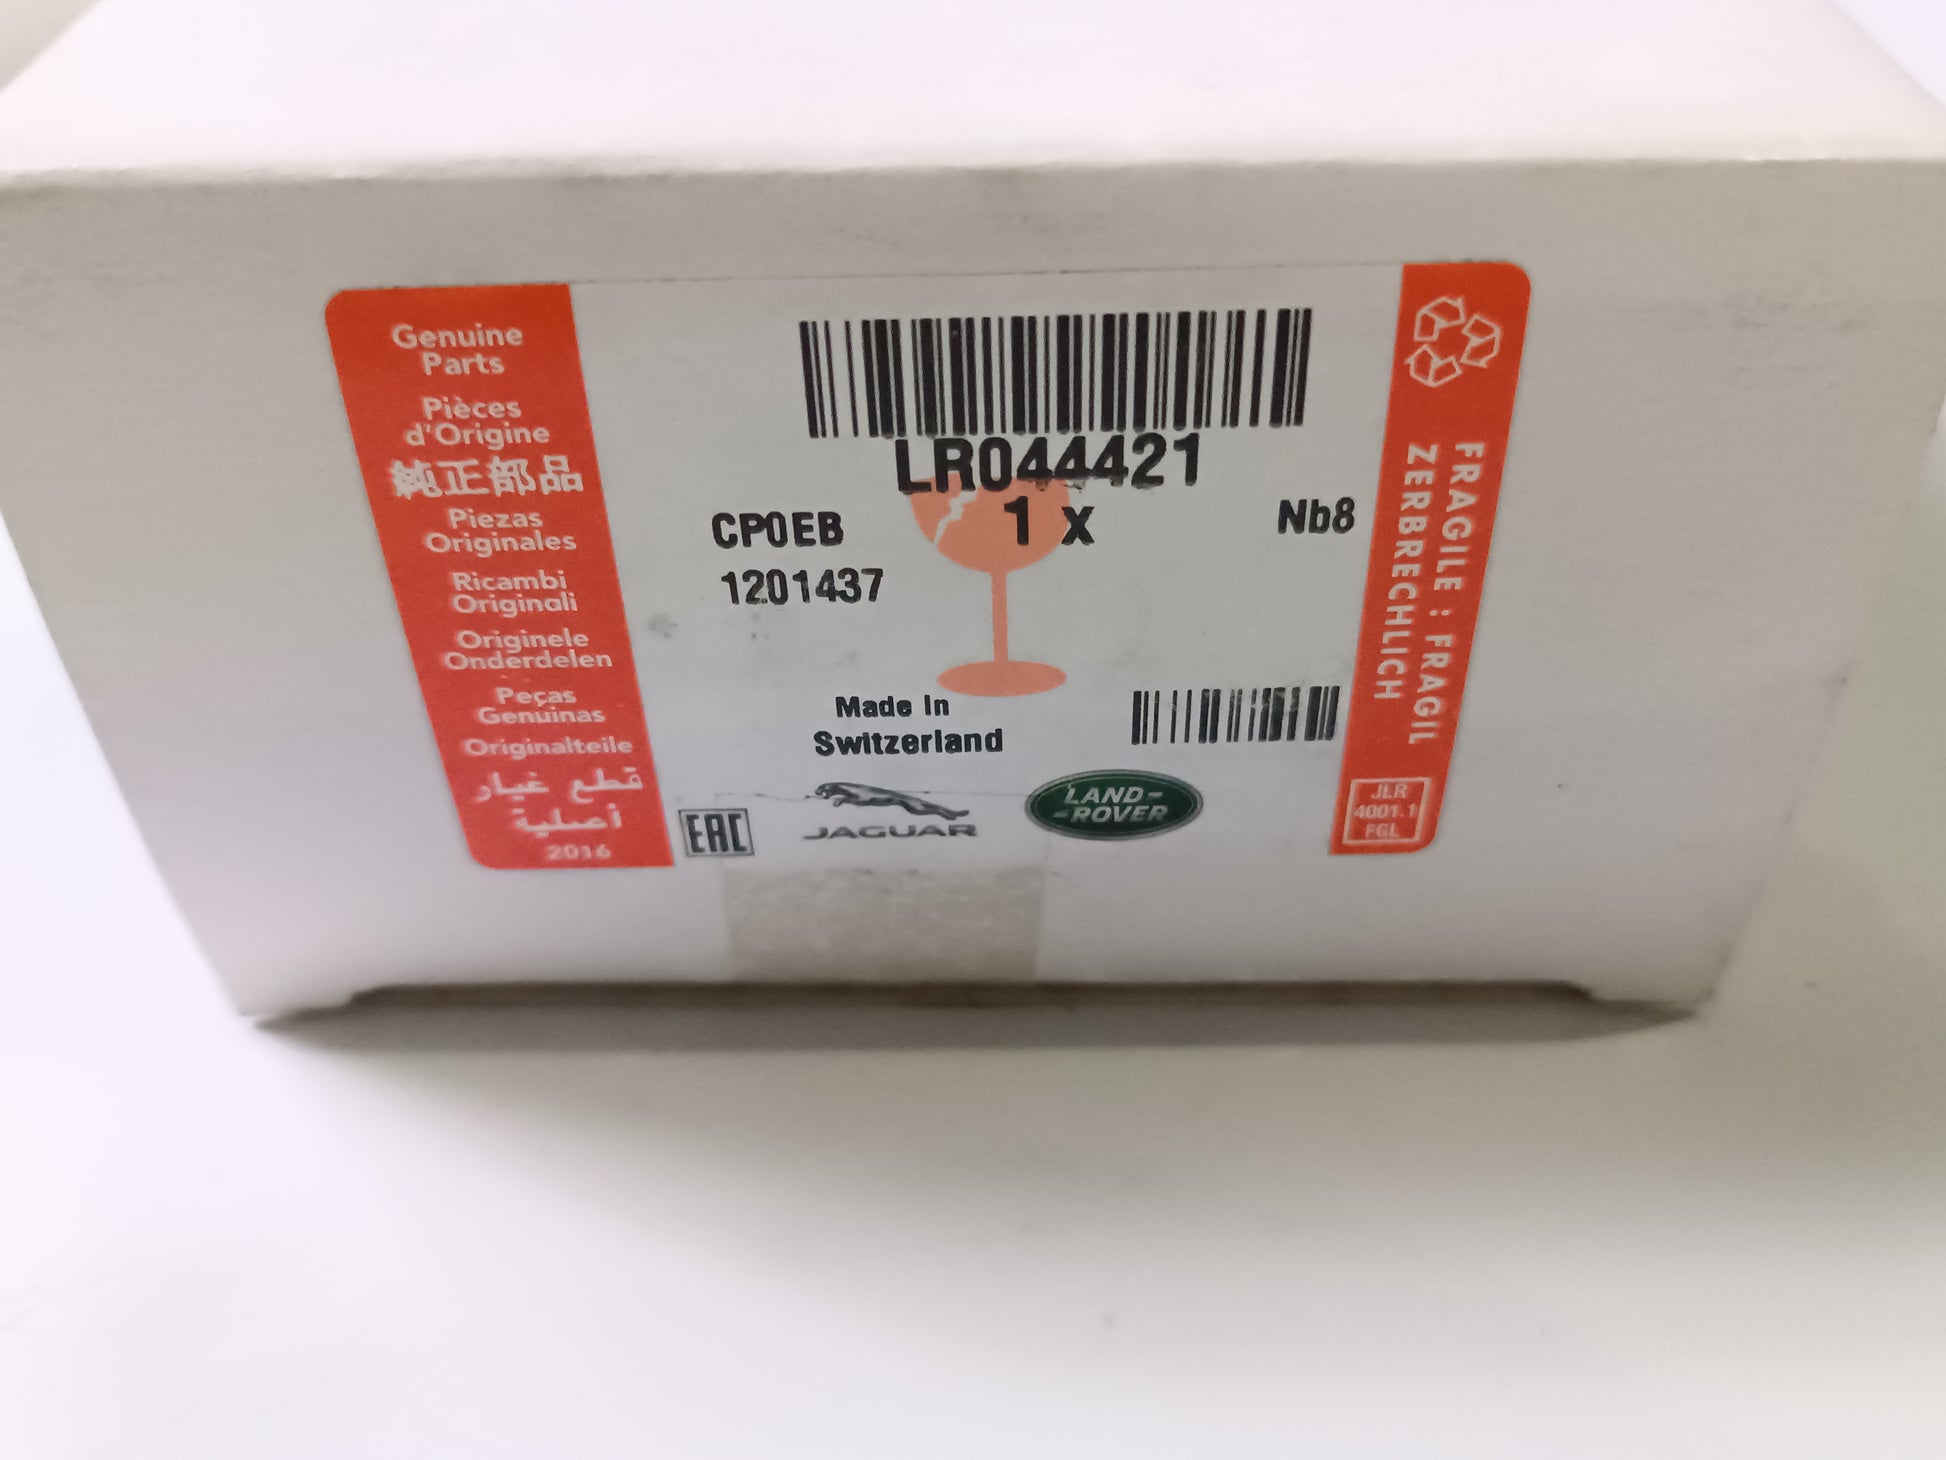 Genuine
Parts
Pièces
d'Origine
純正部品
Piezas
Originales
Ricambi
Originali
Originele
Onderdelen
Peças
Genuinas
Originalteile
قطع غيار
أصلية
2016
LR044421
1 x
CP0EB
Nb8
1201437
Made In
Switzerland
EAC
JAGUAR
LAND-
-ROVER
FRAGILE : FRAGIL
ZERBRECHLICH
JLR
4001.1
FGL